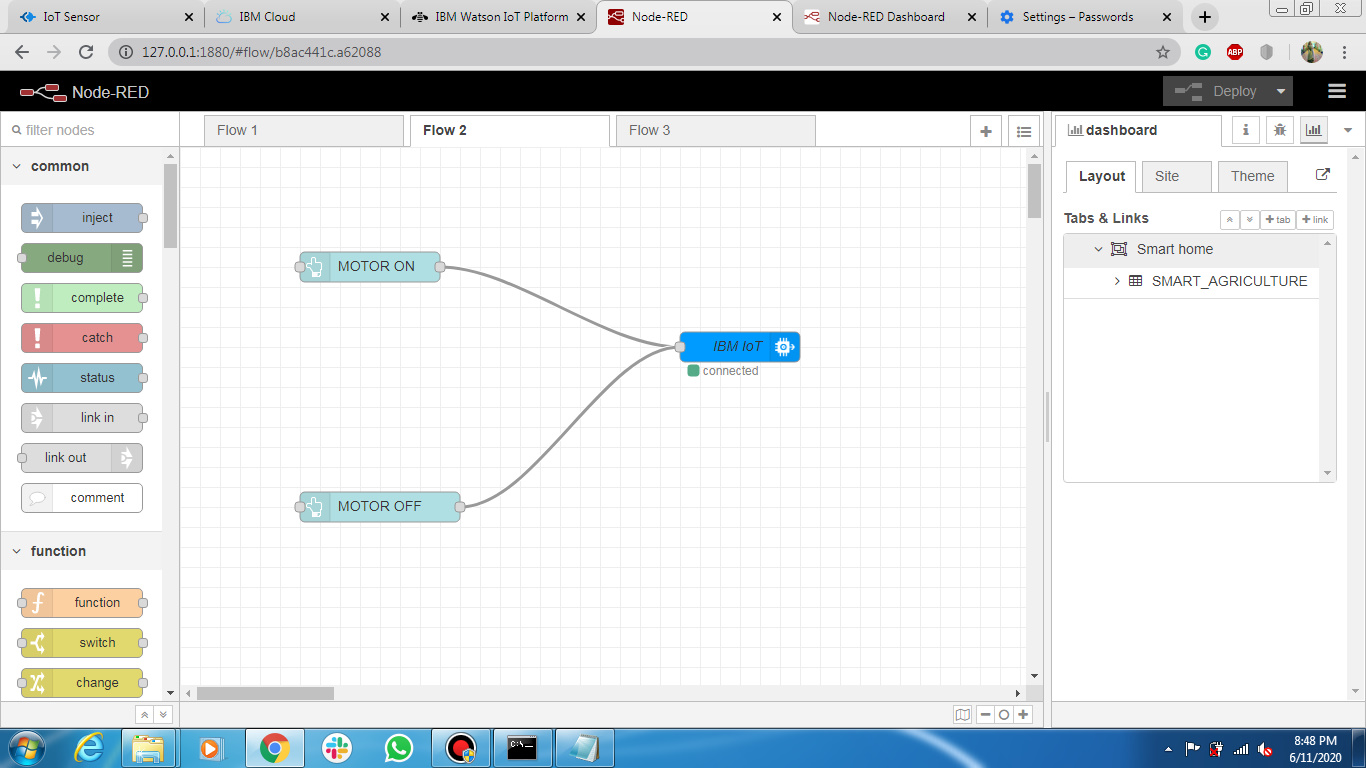 IoT Sensor
IBM Cloud
IBM Watson IoT Platform
Node-RED
Node-RED Dashboard
Settings – Passwords
127.0.0.1:1880/#flow/b8ac441c.a62088
ABP
Node-RED
Deploy
filter nodes
Flow 1
Flow 2
Flow 3
dashboard
common
inject
debug
complete
catch
status
link in
link out
comment
function
function
switch
change
MOTOR ON
MOTOR OFF
IBM IoT
connected
Layout
Site
Theme
Tabs & Links
tab
link
Smart home
SMART_AGRICULTURE
8:48 PM
6/11/2020